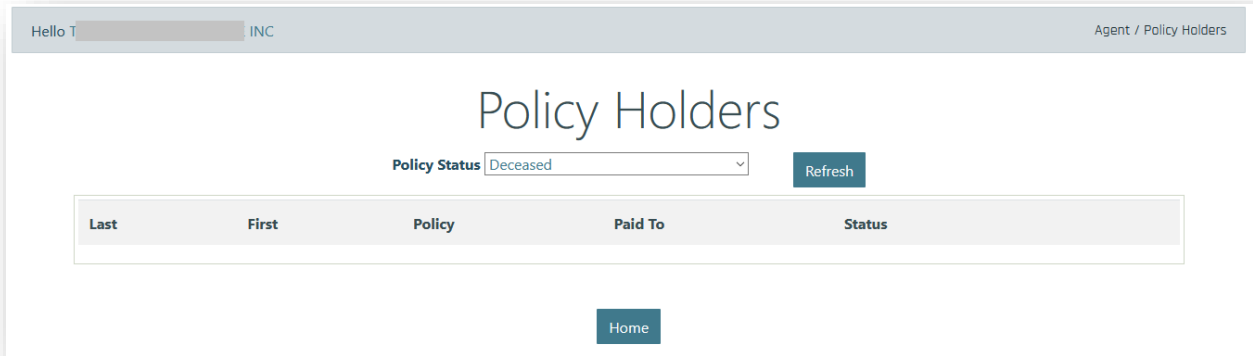 Hello T INC
Agent / Policy Holders
Policy Holders
Policy Status Deceased
Refresh
Last First Policy Paid To Status
Home